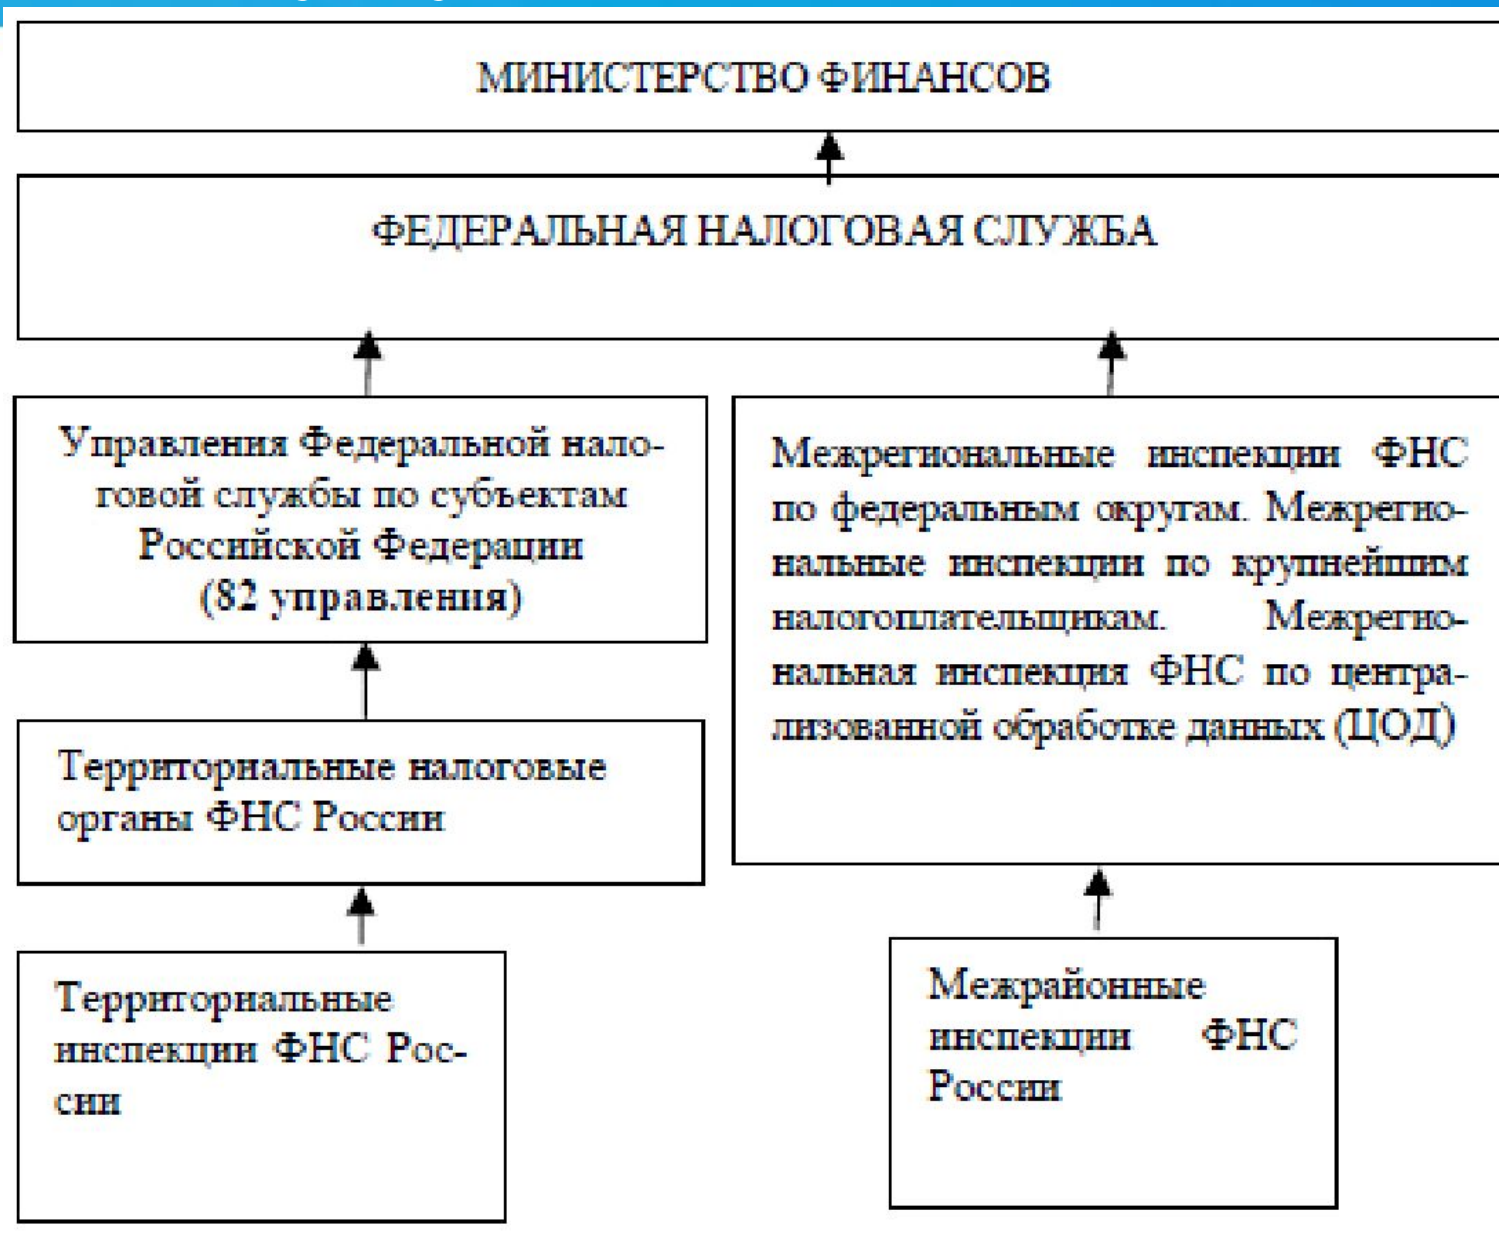 МИНИСТЕРСТВО ФИНАНСОВ
ФЕДЕРАЛЬНАЯ НАЛОГОВАЯ СЛУЖБА
Управления Федеральной нало-
говой службы по субъектам
Российской Федерации
(82 управления)
Межрегиональные инспекции ФНС
по федеральным округам. Межрегио-
нальные инспекции по крупнейшим
налогоплательщикам. Межрегио-
нальная инспекция ФНС по центра-
лизованной обработке данных (ЦОД)
Территориальные налоговые
органы ФНС России
Территориальные
инспекции ФНС Рос-
сии
Межрайонные
инспекции ФНС
России